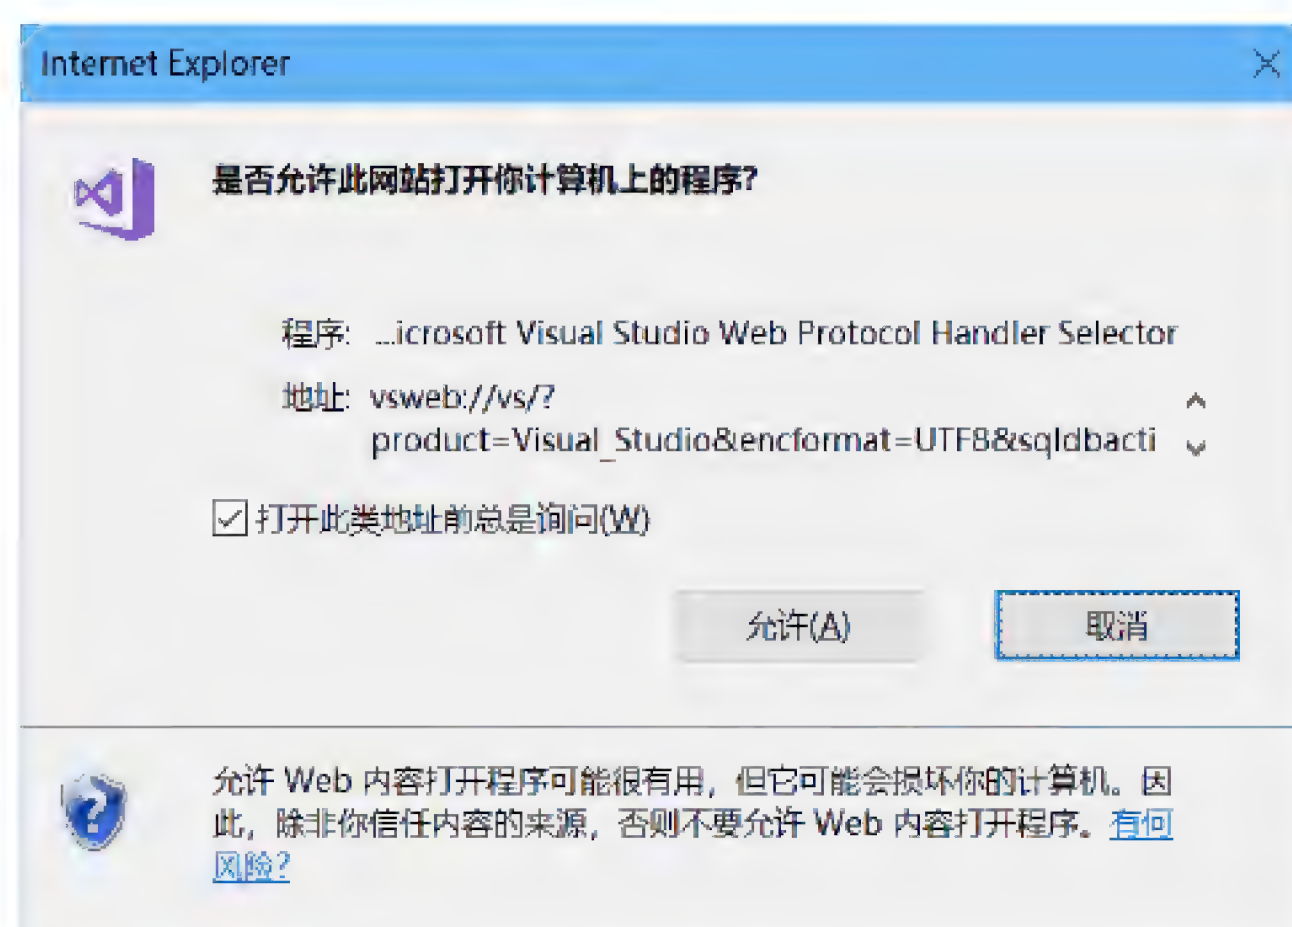 Internet Explorer
是否允许此网站打开你计算机上的程序?
程序: ...icrosoft Visual Studio Web Protocol Handler Selector
地址: vsweb://vs/?
product=Visual_Studio&encformat=UTF8&sqldbacti
打开此类地址前总是询问(W)
允许(A)
取消
允许 Web 内容打开程序可能很有用，但它可能会损坏你的计算机。因
此，除非你信任内容的来源，否则不要允许 Web 内容打开程序。有何
风险?